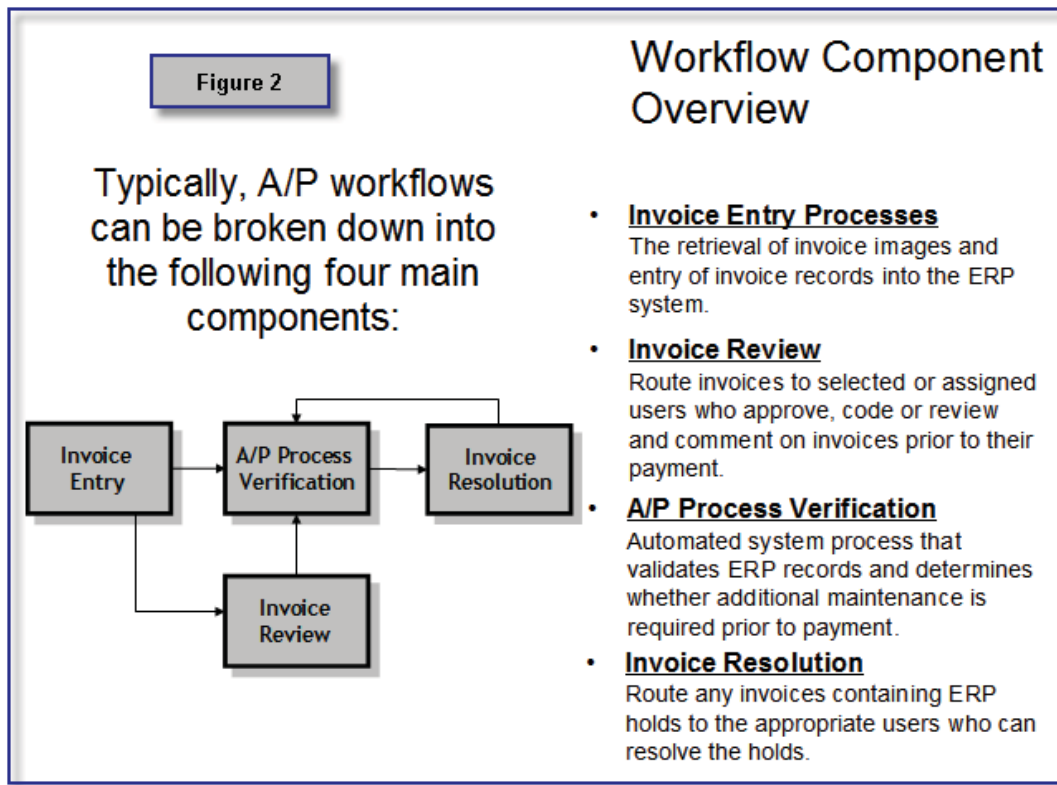 Figure 2
Typically, A/P workflows
can be broken down into
the following four main
components:
Invoice
Entry
A/P Process
Verification
Invoice
Resolution
Invoice
Review
Workflow Component
Overview
• Invoice Entry Processes
The retrieval of invoice images and
entry of invoice records into the ERP
system.
• Invoice Review
Route invoices to selected or assigned
users who approve, code or review
and comment on invoices prior to their
payment.
• A/P Process Verification
Automated system process that
validates ERP records and determines
whether additional maintenance is
required prior to payment.
• Invoice Resolution
Route any invoices containing ERP
holds to the appropriate users who can
resolve the holds.